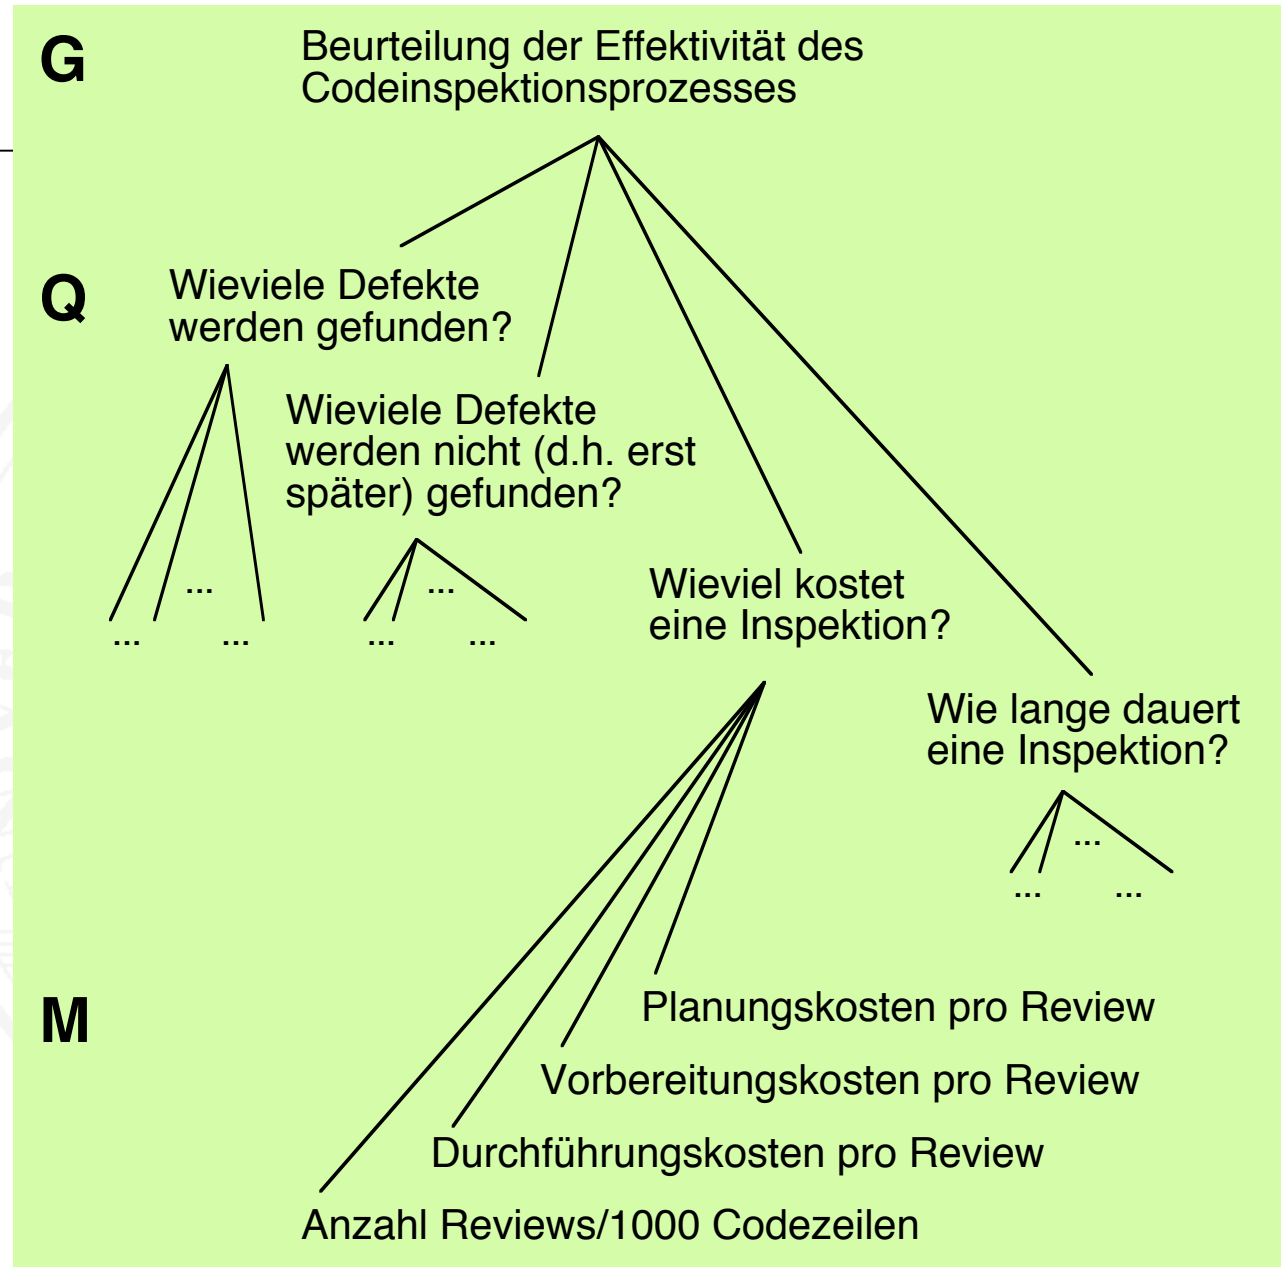 G
Beurteilung der Effektivität des
Codeinspektionsprozesses
Q
Wieviele Defekte
werden gefunden?
Wieviele Defekte
werden nicht (d.h. erst
später) gefunden?
...
...
...
...
...
...
Wieviel kostet
eine Inspektion?
Wie lange dauert
eine Inspektion?
...
...
...
M
Planungskosten pro Review
Vorbereitungskosten pro Review
Durchführungskosten pro Review
Anzahl Reviews/1000 Codezeilen